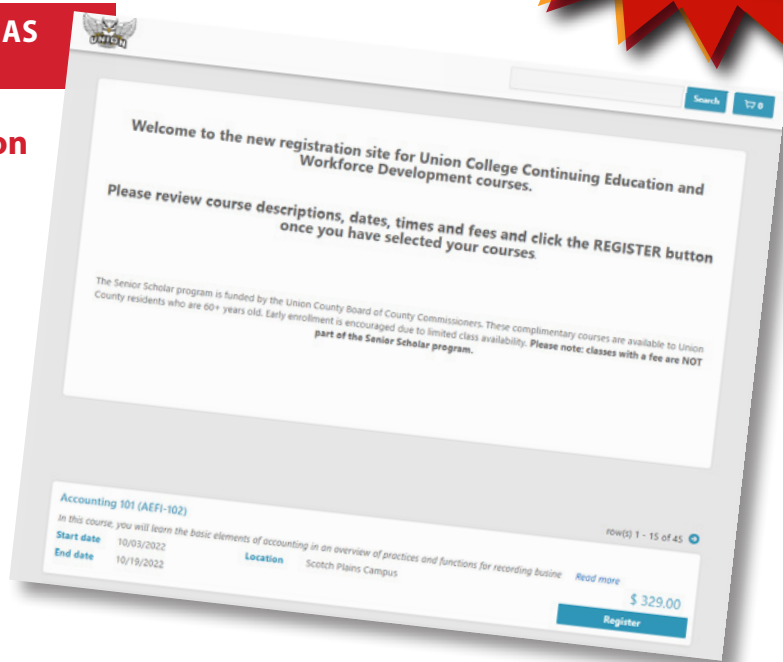 AS
on
UNION
Search
0
Welcome to the new registration site for Union College Continuing Education and
Workforce Development courses.
Please review course descriptions, dates, times and fees and click the REGISTER button
once you have selected your courses.
The Senior Scholar program is funded by the Union County Board of County Commissioners. These complimentary courses are available to Union
County residents who are 60+ years old. Early enrollment is encouraged due to limited class availability. Please note: classes with a fee are NOT
part of the Senior Scholar program.
row(s) 1 - 15 of 45
Accounting 101 (AEFI-102)
In this course, you will learn the basic elements of accounting in an overview of practices and functions for recording busine Read more
Start date 10/03/2022 Location Scotch Plains Campus
End date 10/19/2022
$ 329.00
Register